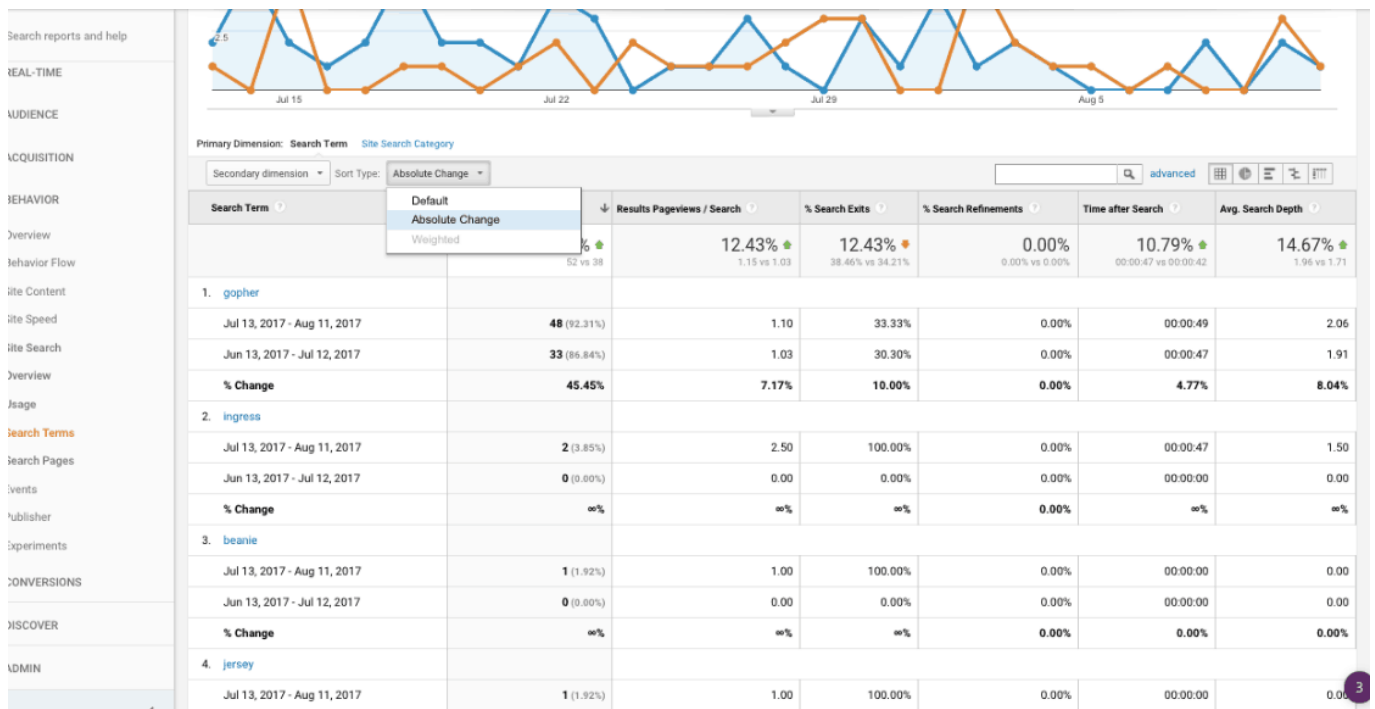 2.5
Jul 15 Jul 22 Jul 29 Aug 5
Search reports and help
REAL-TIME
AUDIENCE
ACQUISITION
BEHAVIOR
Overview
Behavior Flow
Site Content
Site Speed
Site Search
Overview
Usage
Search Terms
Search Pages
Events
Publisher
Experiments
CONVERSIONS
DISCOVER
ADMIN
Primary Dimension: Search Term Site Search Category
Secondary dimension Sort Type: Absolute Change advanced
Default
Absolute Change
Weighted
Search Term ? Results Pageviews / Search ? % Search Exits ? % Search Refinements ? Time after Search ? Avg. Search Depth ?
% 12.43% 12.43% 0.00% 10.79% 14.67%
52 vs 38 1.15 vs 1.03 38.46% vs 34.21% 0.00% vs 0.00% 00:00:47 vs 00:00:42 1.96 vs 1.71
1. gopher
Jul 13, 2017 - Aug 11, 2017 48 (92.31%) 1.10 33.33% 0.00% 00:00:49 2.06
Jun 13, 2017 - Jul 12, 2017 33 (86.84%) 1.03 30.30% 0.00% 00:00:47 1.91
% Change 45.45% 7.17% 10.00% 0.00% 4.77% 8.04%
2. ingress
Jul 13, 2017 - Aug 11, 2017 2 (3.85%) 2.50 100.00% 0.00% 00:00:47 1.50
Jun 13, 2017 - Jul 12, 2017 0 (0.00%) 0.00 0.00% 0.00% 00:00:00 0.00
% Change ∞% ∞% ∞% 0.00% ∞% ∞%
3. beanie
Jul 13, 2017 - Aug 11, 2017 1 (1.92%) 1.00 100.00% 0.00% 00:00:00 0.00
Jun 13, 2017 - Jul 12, 2017 0 (0.00%) 0.00 0.00% 0.00% 00:00:00 0.00
% Change ∞% ∞% ∞% 0.00% 0.00% 0.00%
4. jersey
Jul 13, 2017 - Aug 11, 2017 1 (1.92%) 1.00 100.00% 0.00% 00:00:00 0.00
3